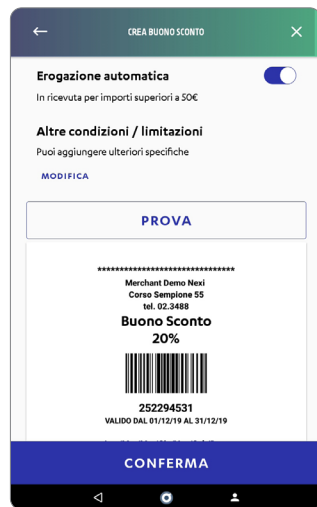 CREA BUONO SCONTO
Erogazione automatica
In ricevuta per importi superiori a 50€
Altre condizioni / limitazioni
Puoi aggiungere ulteriori specifiche
MODIFICA
PROVA
*******************************
Merchant Demo Nexi
Corso Sempione 55
tel. 02.3488
Buono Sconto
20%
252294531
VALIDO DAL 01/12/19 AL 31/12/19
CONFERMA